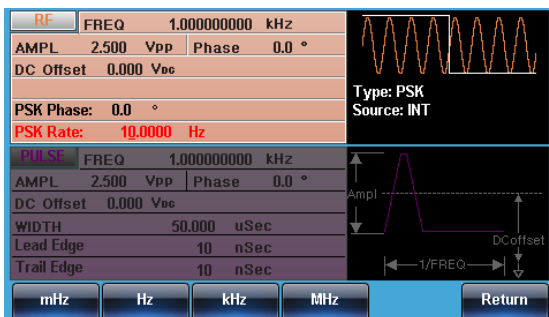 RF FREQ 1.000000000 kHz
AMPL 2.500 Vpp Phase 0.0 °
DC Offset 0.000 VDC
PSK Phase: 0.0 °
PSK Rate: 10.0000 Hz
Type: PSK
Source: INT
PULSE FREQ 1.000000000 kHz
AMPL 2.500 Vpp Phase 0.0 °
DC Offset 0.000 VDC
WIDTH 50.000 uSec
Lead Edge 10 nSec
Trail Edge 10 nSec
Ampl
DCoffset
1/FREQ
mHz Hz kHz MHz Return